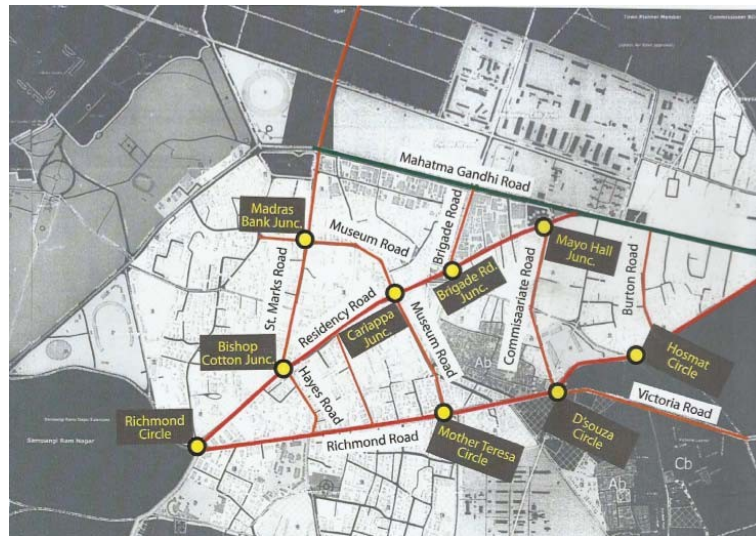 Mahatma Gandhi Road
Madras
Bank Junc.
Museum Road
Brigade Road
Mayo Hall
Junc.
St. Marks Road
Residency Road
Cariappa
Junc.
Brigade Rd.
Junc.
Commisaariate Road
Burton Road
Bishop
Cotton Junc.
Hayes Road
Museum Road
Ab
Hosmat
Circle
Victoria Road
Richmond
Circle
Richmond Road
Mother Teresa
Circle
D'souza
Circle
Cb
Ab